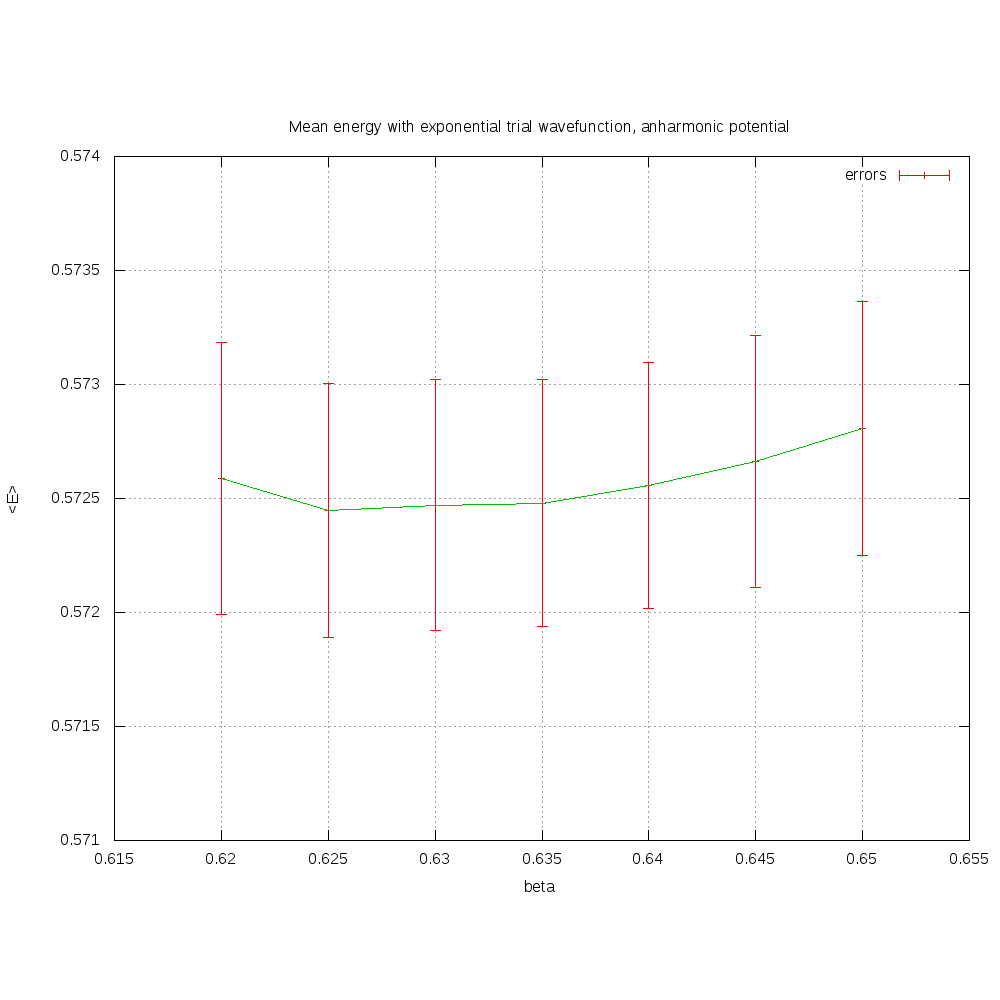 Mean energy with exponential trial wavefunction, anharmonic potential
errors
0.574
0.5735
0.573
0.5725
0.572
0.5715
0.571
<E>
0.615 0.62 0.625 0.63 0.635 0.64 0.645 0.65 0.655
beta